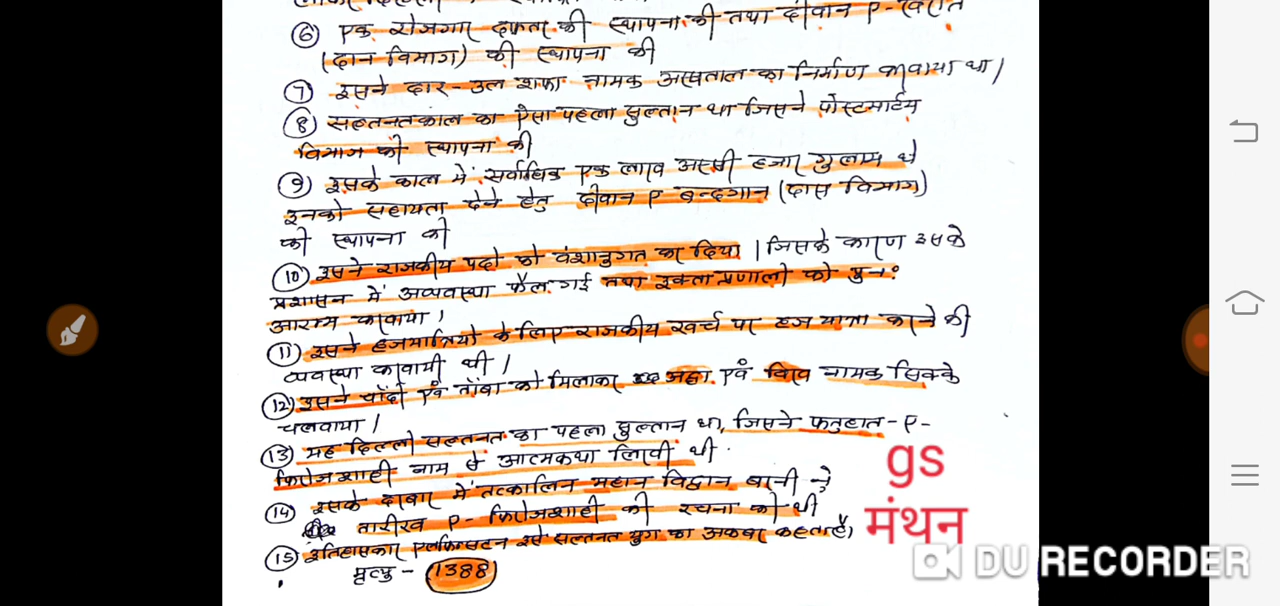 ⑥ एक रोजगार दफ्तर की स्थापना की तथा दीवान ए-खैरात
(दान विभाग) की स्थापना की
⑦ इसने दार-उल शफा नामक अस्पताल का निर्माण करवाया था।
⑧ सल्तनतकाल का ऐसा पहला सुल्तान था जिसने पोस्टमार्टम
विभाग की स्थापना की
⑨ इसके काल में सर्वाधिक एक लाख अस्सी हजार गुलाम थे
इनको सहायता देने हेतु दीवान ए बन्दगान (दास विभाग)
की स्थापना की
⑩ इसने राजकीय पदों को वंशानुगत कर दिया। जिसके कारण उसके
प्रशासन में अव्यवस्था फैल गई तथा इक्ता प्रणाली को पुनः
आरम्भ करवाया।
⑪ इसने हजयात्रियों के लिए राजकीय खर्च पर हज यात्रा करने की
व्यवस्था करवायी थी।
⑫ इसने चाँदी एवं ताँबा को मिलाकर अद्दा एवं विख नामक सिक्के
चलवाया।
⑬ यह दिल्ली सल्तनत का पहला सुल्तान था, जिसने फतुहात-ए-
फिरोजशाही नाम से आत्मकथा लिखी थी
⑭ इसके दरबार में तत्कालिन महान विद्वान बरनी ने
तारीख ए-फिरोजशाही की रचना की थी
⑮ इतिहासकार एलफिंसटन इसे सल्तनत युग का अकबर कहता है।
मृत्यु - 1388
gs
मंथन
DU RECORDER